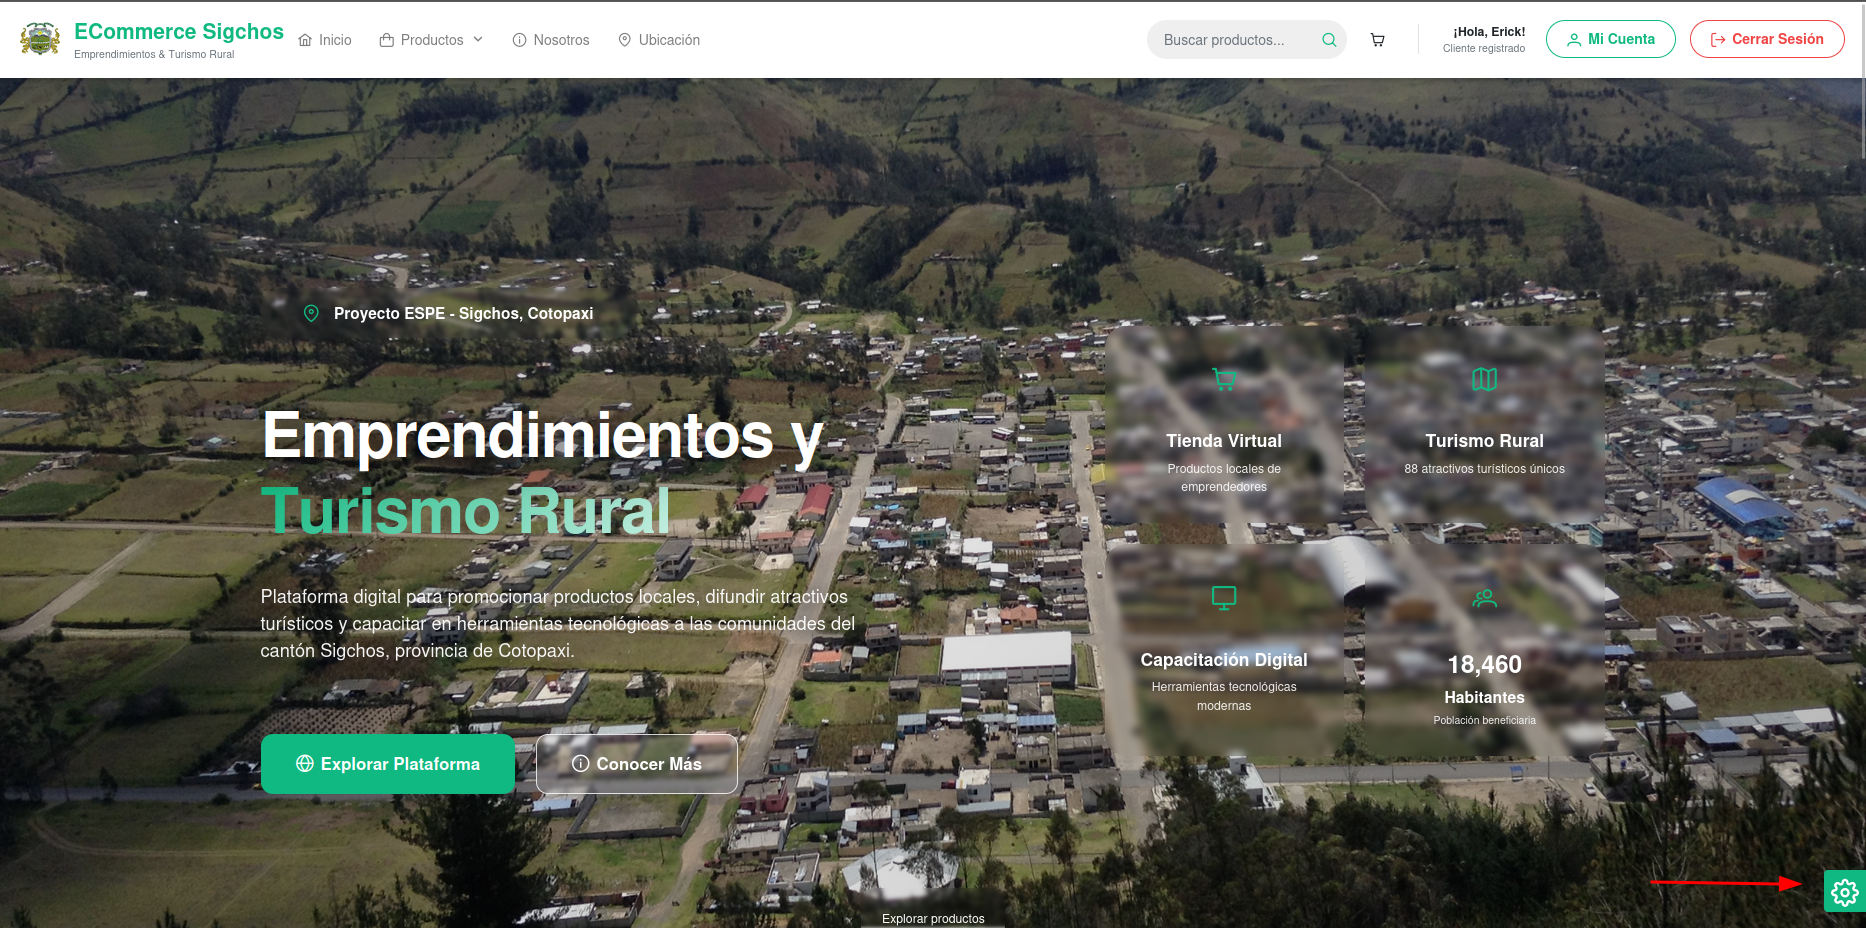 ECommerce Sigchos
Emprendimientos & Turismo Rural
Inicio
Productos
Nosotros
Ubicación
Buscar productos...
¡Hola, Erick!
Cliente registrado
Mi Cuenta
Cerrar Sesión
Proyecto ESPE - Sigchos, Cotopaxi
Emprendimientos y
Turismo Rural
Plataforma digital para promocionar productos locales, difundir atractivos
turísticos y capacitar en herramientas tecnológicas a las comunidades del
cantón Sigchos, provincia de Cotopaxi.
Explorar Plataforma
Conocer Más
Tienda Virtual
Productos locales de
emprendedores
Turismo Rural
88 atractivos turísticos únicos
Capacitación Digital
Herramientas tecnológicas
modernas
18,460
Habitantes
Población beneficiaria
Explorar productos